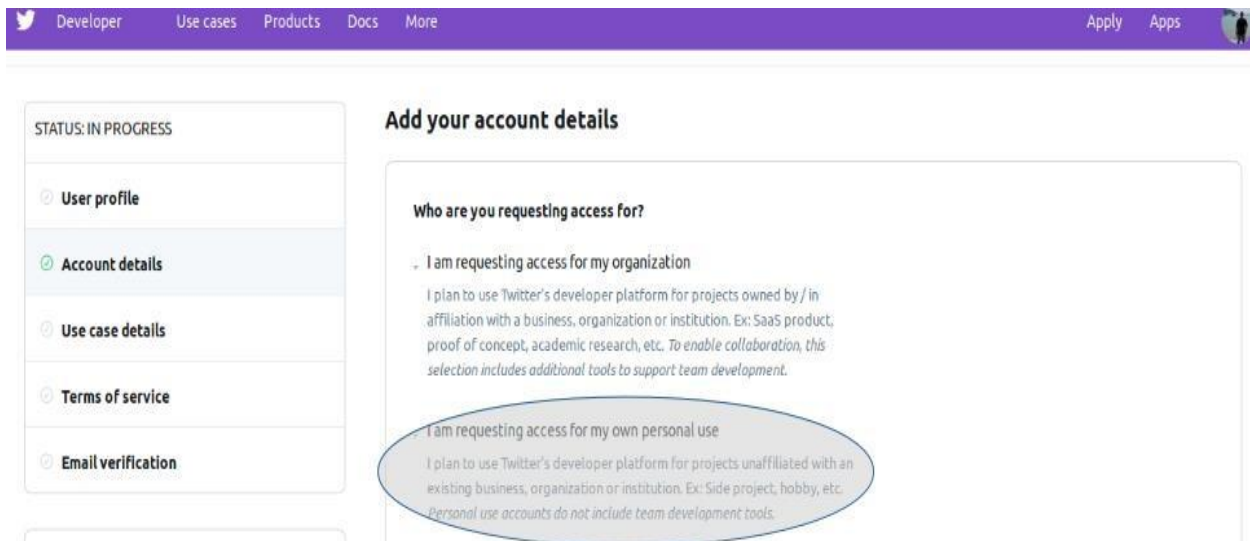 Developer Use cases Products Docs More Apply Apps
STATUS: IN PROGRESS
User profile
Account details
Use case details
Terms of service
Email verification
Add your account details
Who are you requesting access for?
I am requesting access for my organization
I plan to use Twitter's developer platform for projects owned by / in
affiliation with a business, organization or institution. Ex: SaaS product,
proof of concept, academic research, etc. To enable collaboration, this
selection includes additional tools to support team development.
I am requesting access for my own personal use
I plan to use Twitter's developer platform for projects unaffiliated with an
existing business, organization or institution. Ex: Side project, hobby, etc.
Personal use accounts do not include team development tools.